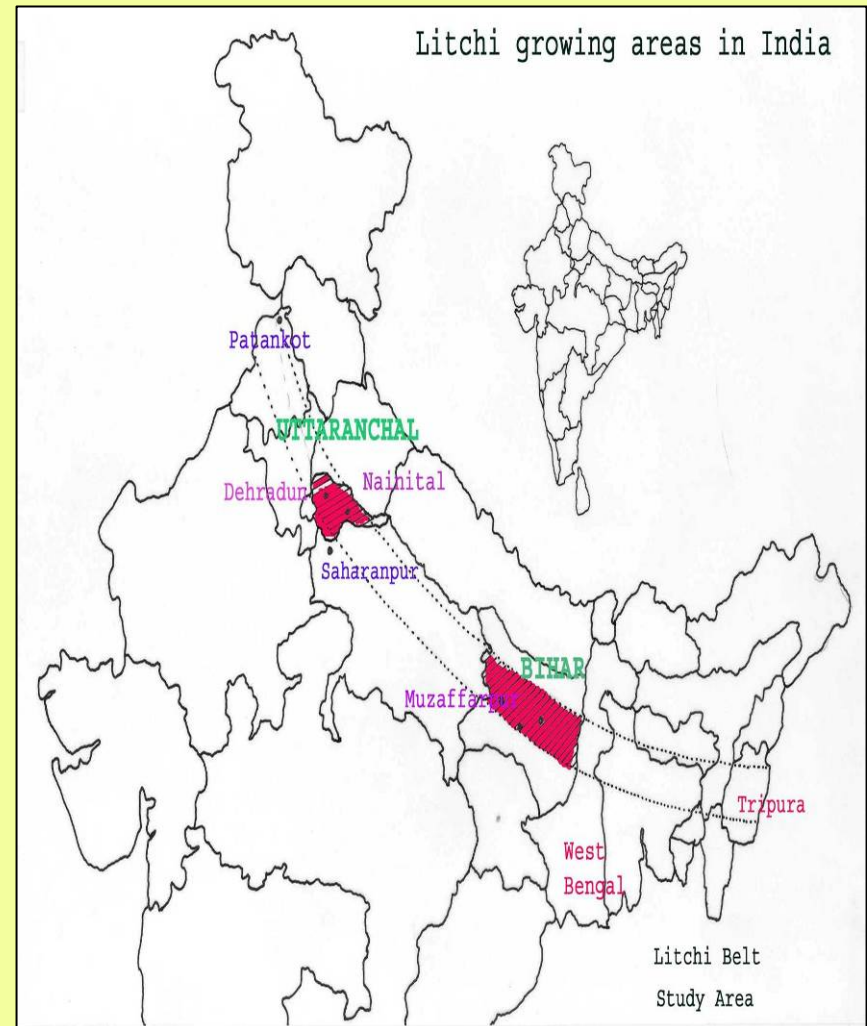 Litchi growing areas in India
Patankot
UTTARANCHAL
Dehradun
Nainital
Saharanpur
BIHAR
Muzaffarpur
Tripura
West
Bengal
Litchi Belt
Study Area